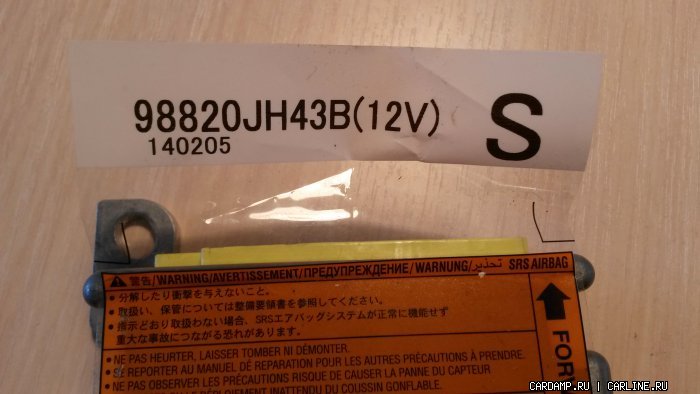 98820JH43B(12V)
S
140205
警告/WARNING/AVERTISSEMENT/ПРЕДУПРЕЖДЕНИЕ/WARNUNG/تحذير SRS AIRBAG
• 分解したり衝撃を与えないこと。
• 取扱い、保管については整備要領書を参照してください。
• 指示どおり取扱わない場合、SRSエアバッグシステムが正常に機能せず
重大な事故につながる恐れがあります。
FOR
• NE PAS HEURTER, LAISSER TOMBER NI DÉMONTER.
• SE REPORTER AU MANUEL DE RÉPARATION POUR LES AUTRES PRÉCAUTIONS À PRENDRE.
• NE PAS OBSERVER LES PRÉCAUTIONS RISQUE DE CAUSER LA PANNE DU CAPTEUR
DÉPLOIEMENT INATTENDU DU COUSSIN GONFLABLE.
CARDAMP.RU | CARLINE.RU